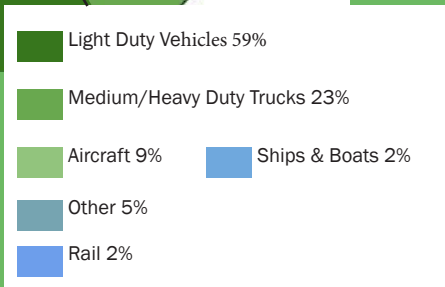 Light Duty Vehicles 59%
Medium/Heavy Duty Trucks 23%
Aircraft 9%
Ships & Boats 2%
Other 5%
Rail 2%